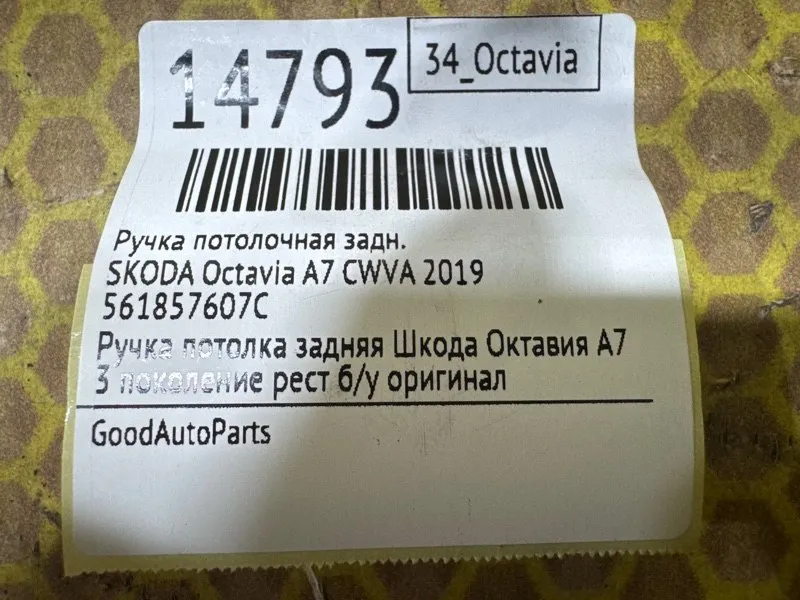 14793
34_Octavia
Ручка потолочная задн.
SKODA Octavia A7 CWVA 2019
561857607C
Ручка потолка задняя Шкода Октавия А7
3 поколение рест б/у оригинал
GoodAutoParts